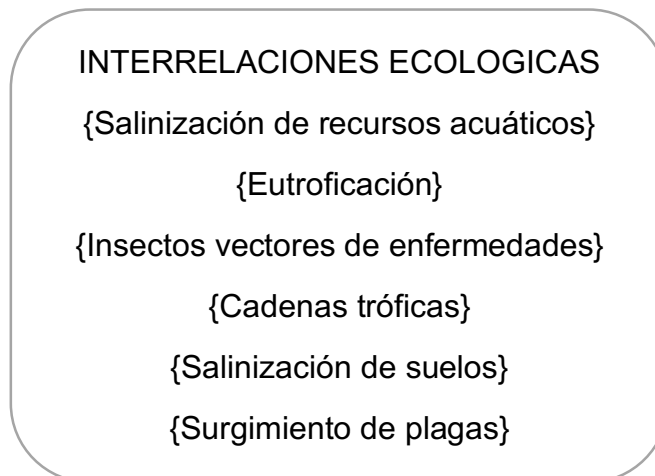 INTERRELACIONES ECOLOGICAS
{Salinización de recursos acuáticos}
{Eutroficación}
{Insectos vectores de enfermedades}
{Cadenas tróficas}
{Salinización de suelos}
{Surgimiento de plagas}